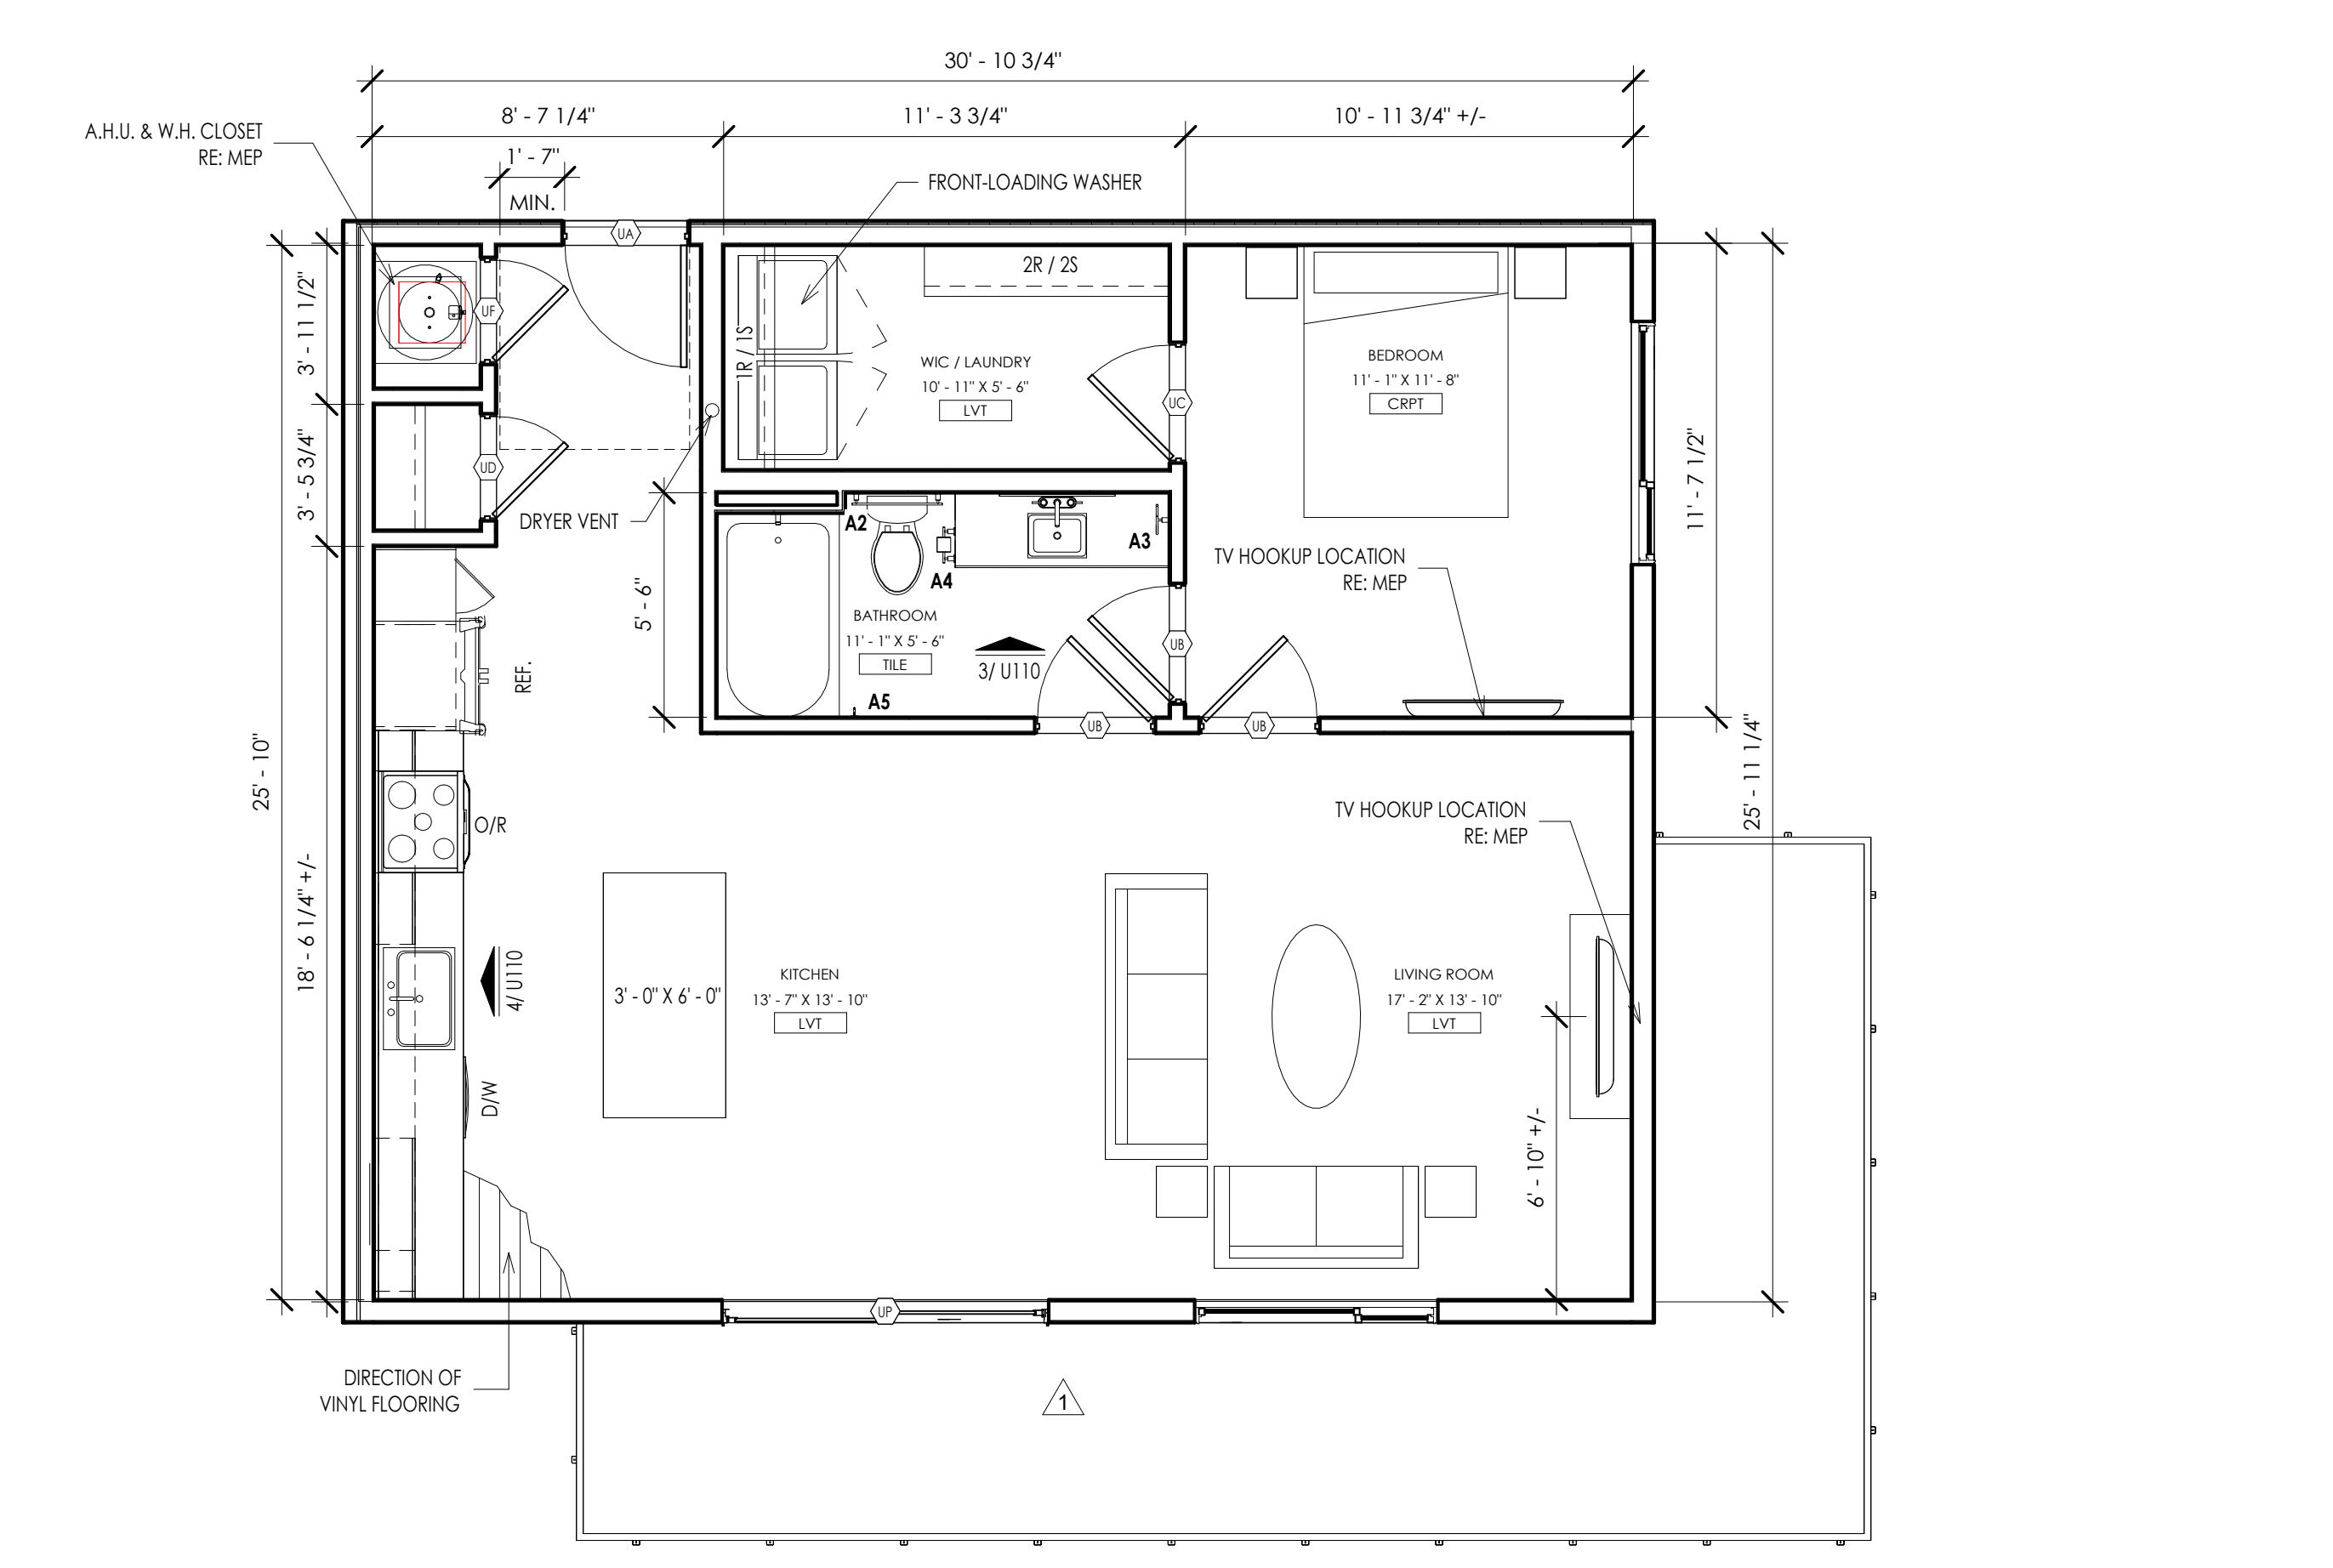 30' - 10 3/4"
8' - 7 1/4"
11' - 3 3/4"
10' - 11 3/4" +/-
A.H.U. & W.H. CLOSET
RE: MEP
1' - 7"
MIN.
FRONT-LOADING WASHER
UA
2R / 2S
1R / 1S
3' - 11 1/2"
UF
WIC / LAUNDRY
10' - 11" X 5' - 6"
LVT
UC
BEDROOM
11' - 1" X 11' - 8"
CRPT
3' - 5 3/4"
UD
11' - 7 1/2"
DRYER VENT
A2
A3
A4
TV HOOKUP LOCATION
RE: MEP
5' - 6"
BATHROOM
11' - 1" X 5' - 6"
TILE
3/ U110
UB
A5
REF.
UB
UB
25' - 10"
25' - 11 1/4"
O/R
TV HOOKUP LOCATION
RE: MEP
18' - 6 1/4" +/-
4/ U110
3' - 0" X 6' - 0"
KITCHEN
13' - 7" X 13' - 10"
LVT
LIVING ROOM
17' - 2" X 13' - 10"
LVT
D/W
6' - 10" +/-
UP
DIRECTION OF
VINYL FLOORING
1